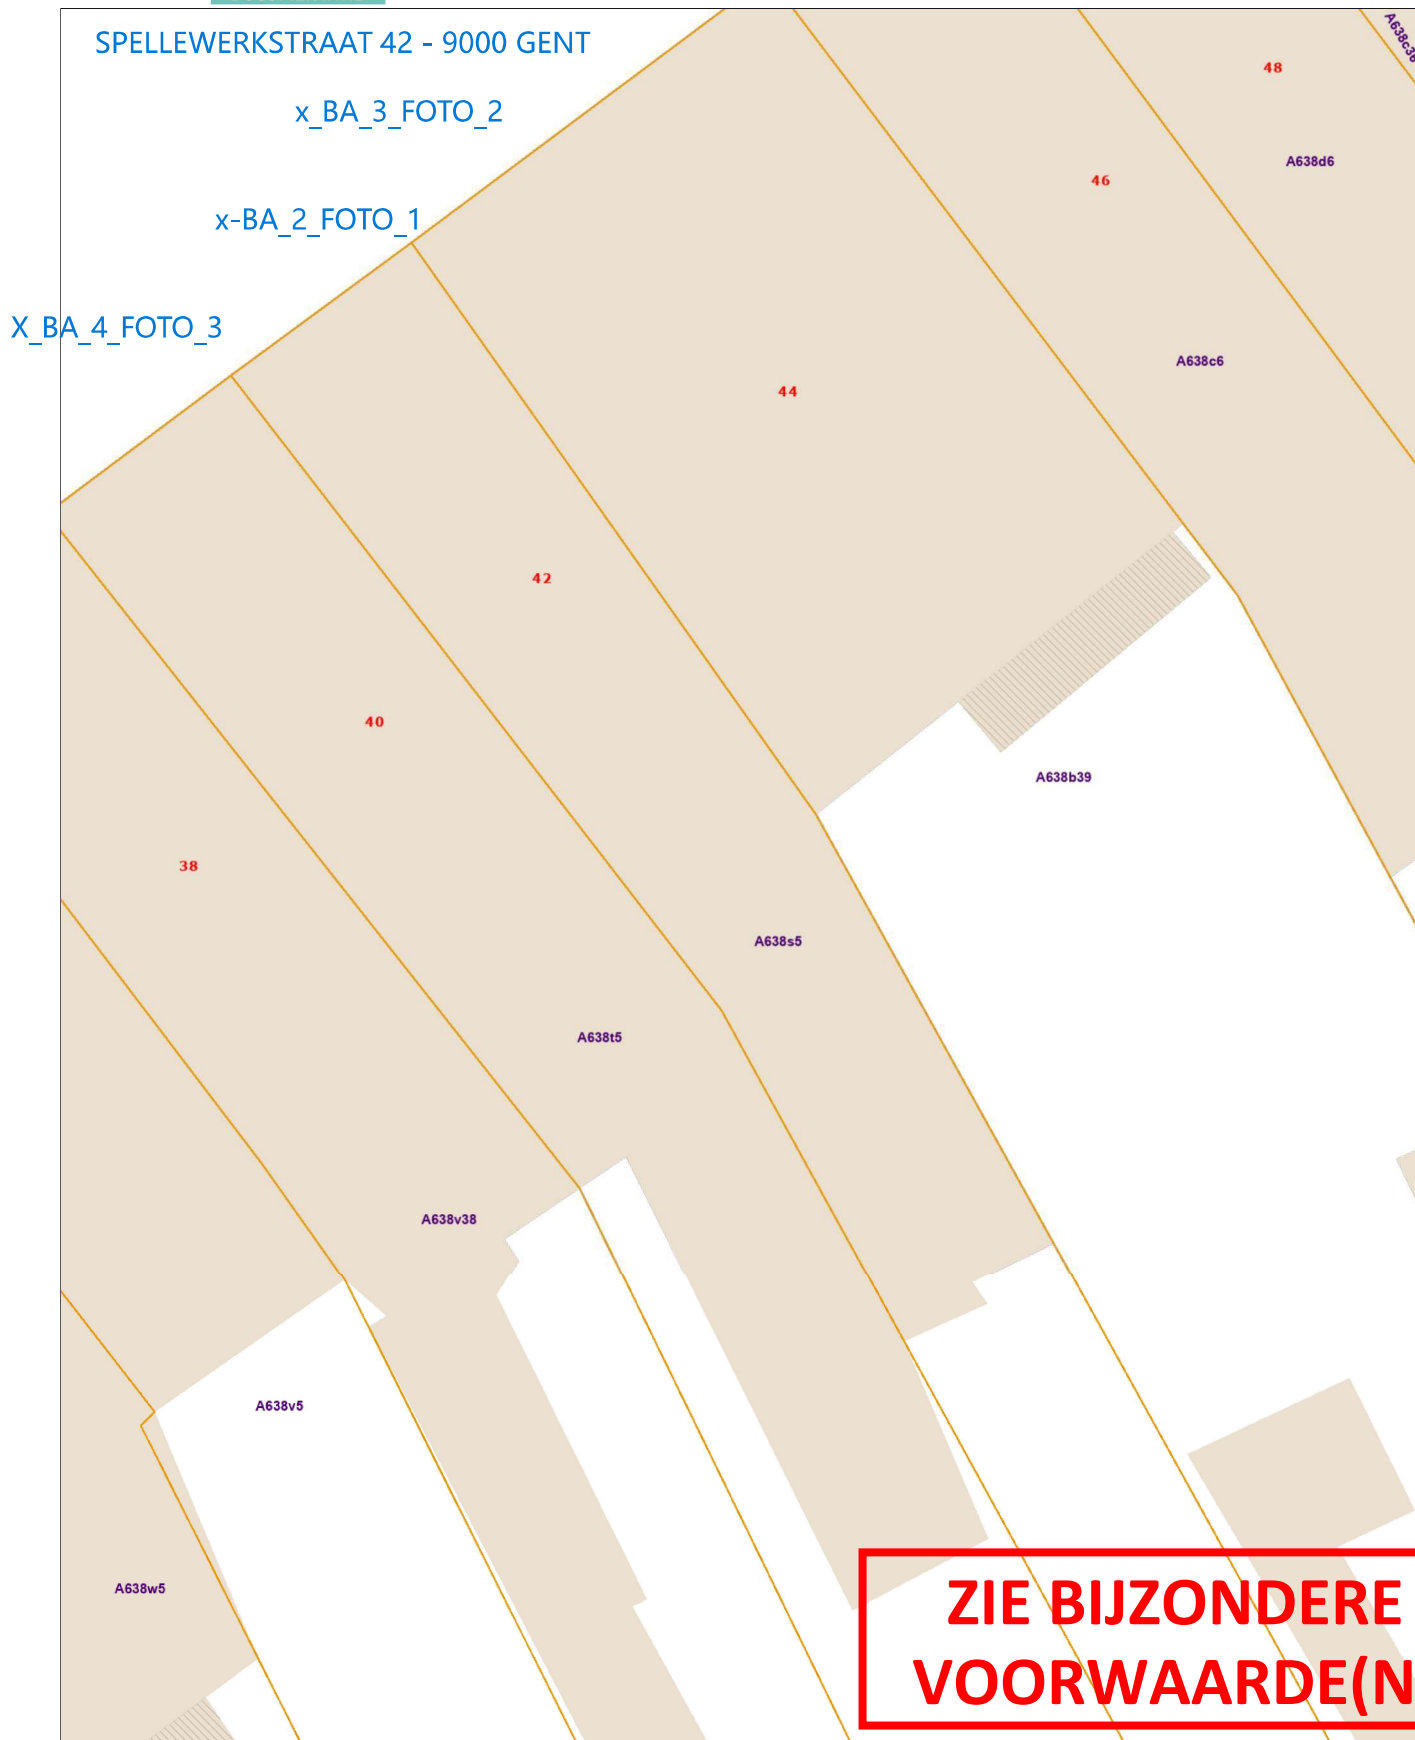 SPELLEWERKSTRAAT 42 - 9000 GENT
x_BA_3_FOTO_2
x-BA_2_FOTO_1
X_BA_4_FOTO_3
A638c38
48
A638d6
46
A638c6
44
42
40
A638b39
38
A638s5
A638t5
A638v38
A638v5
A638w5
ZIE BIJZONDERE
VOORWAARDE(N